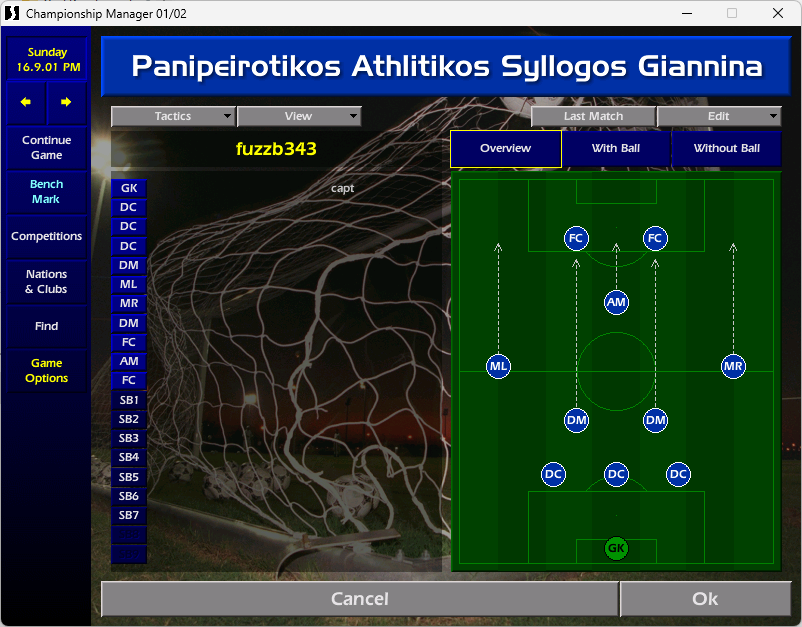 Championship Manager 01/02
Sunday
16.9.01 PM
Panipeirotikos Athlitikos Syllogos Giannina
Continue
Game
Bench
Mark
Competitions
Nations
& Clubs
Find
Game
Options
Tactics
View
Last Match
Edit
fuzzb343
Overview
With Ball
Without Ball
GK
capt
DC
DC
DC
DM
ML
MR
DM
FC
AM
FC
SB1
SB2
SB3
SB4
SB5
SB6
SB7
FC
FC
AM
ML
MR
DM
DM
DC
DC
DC
GK
Cancel
Ok